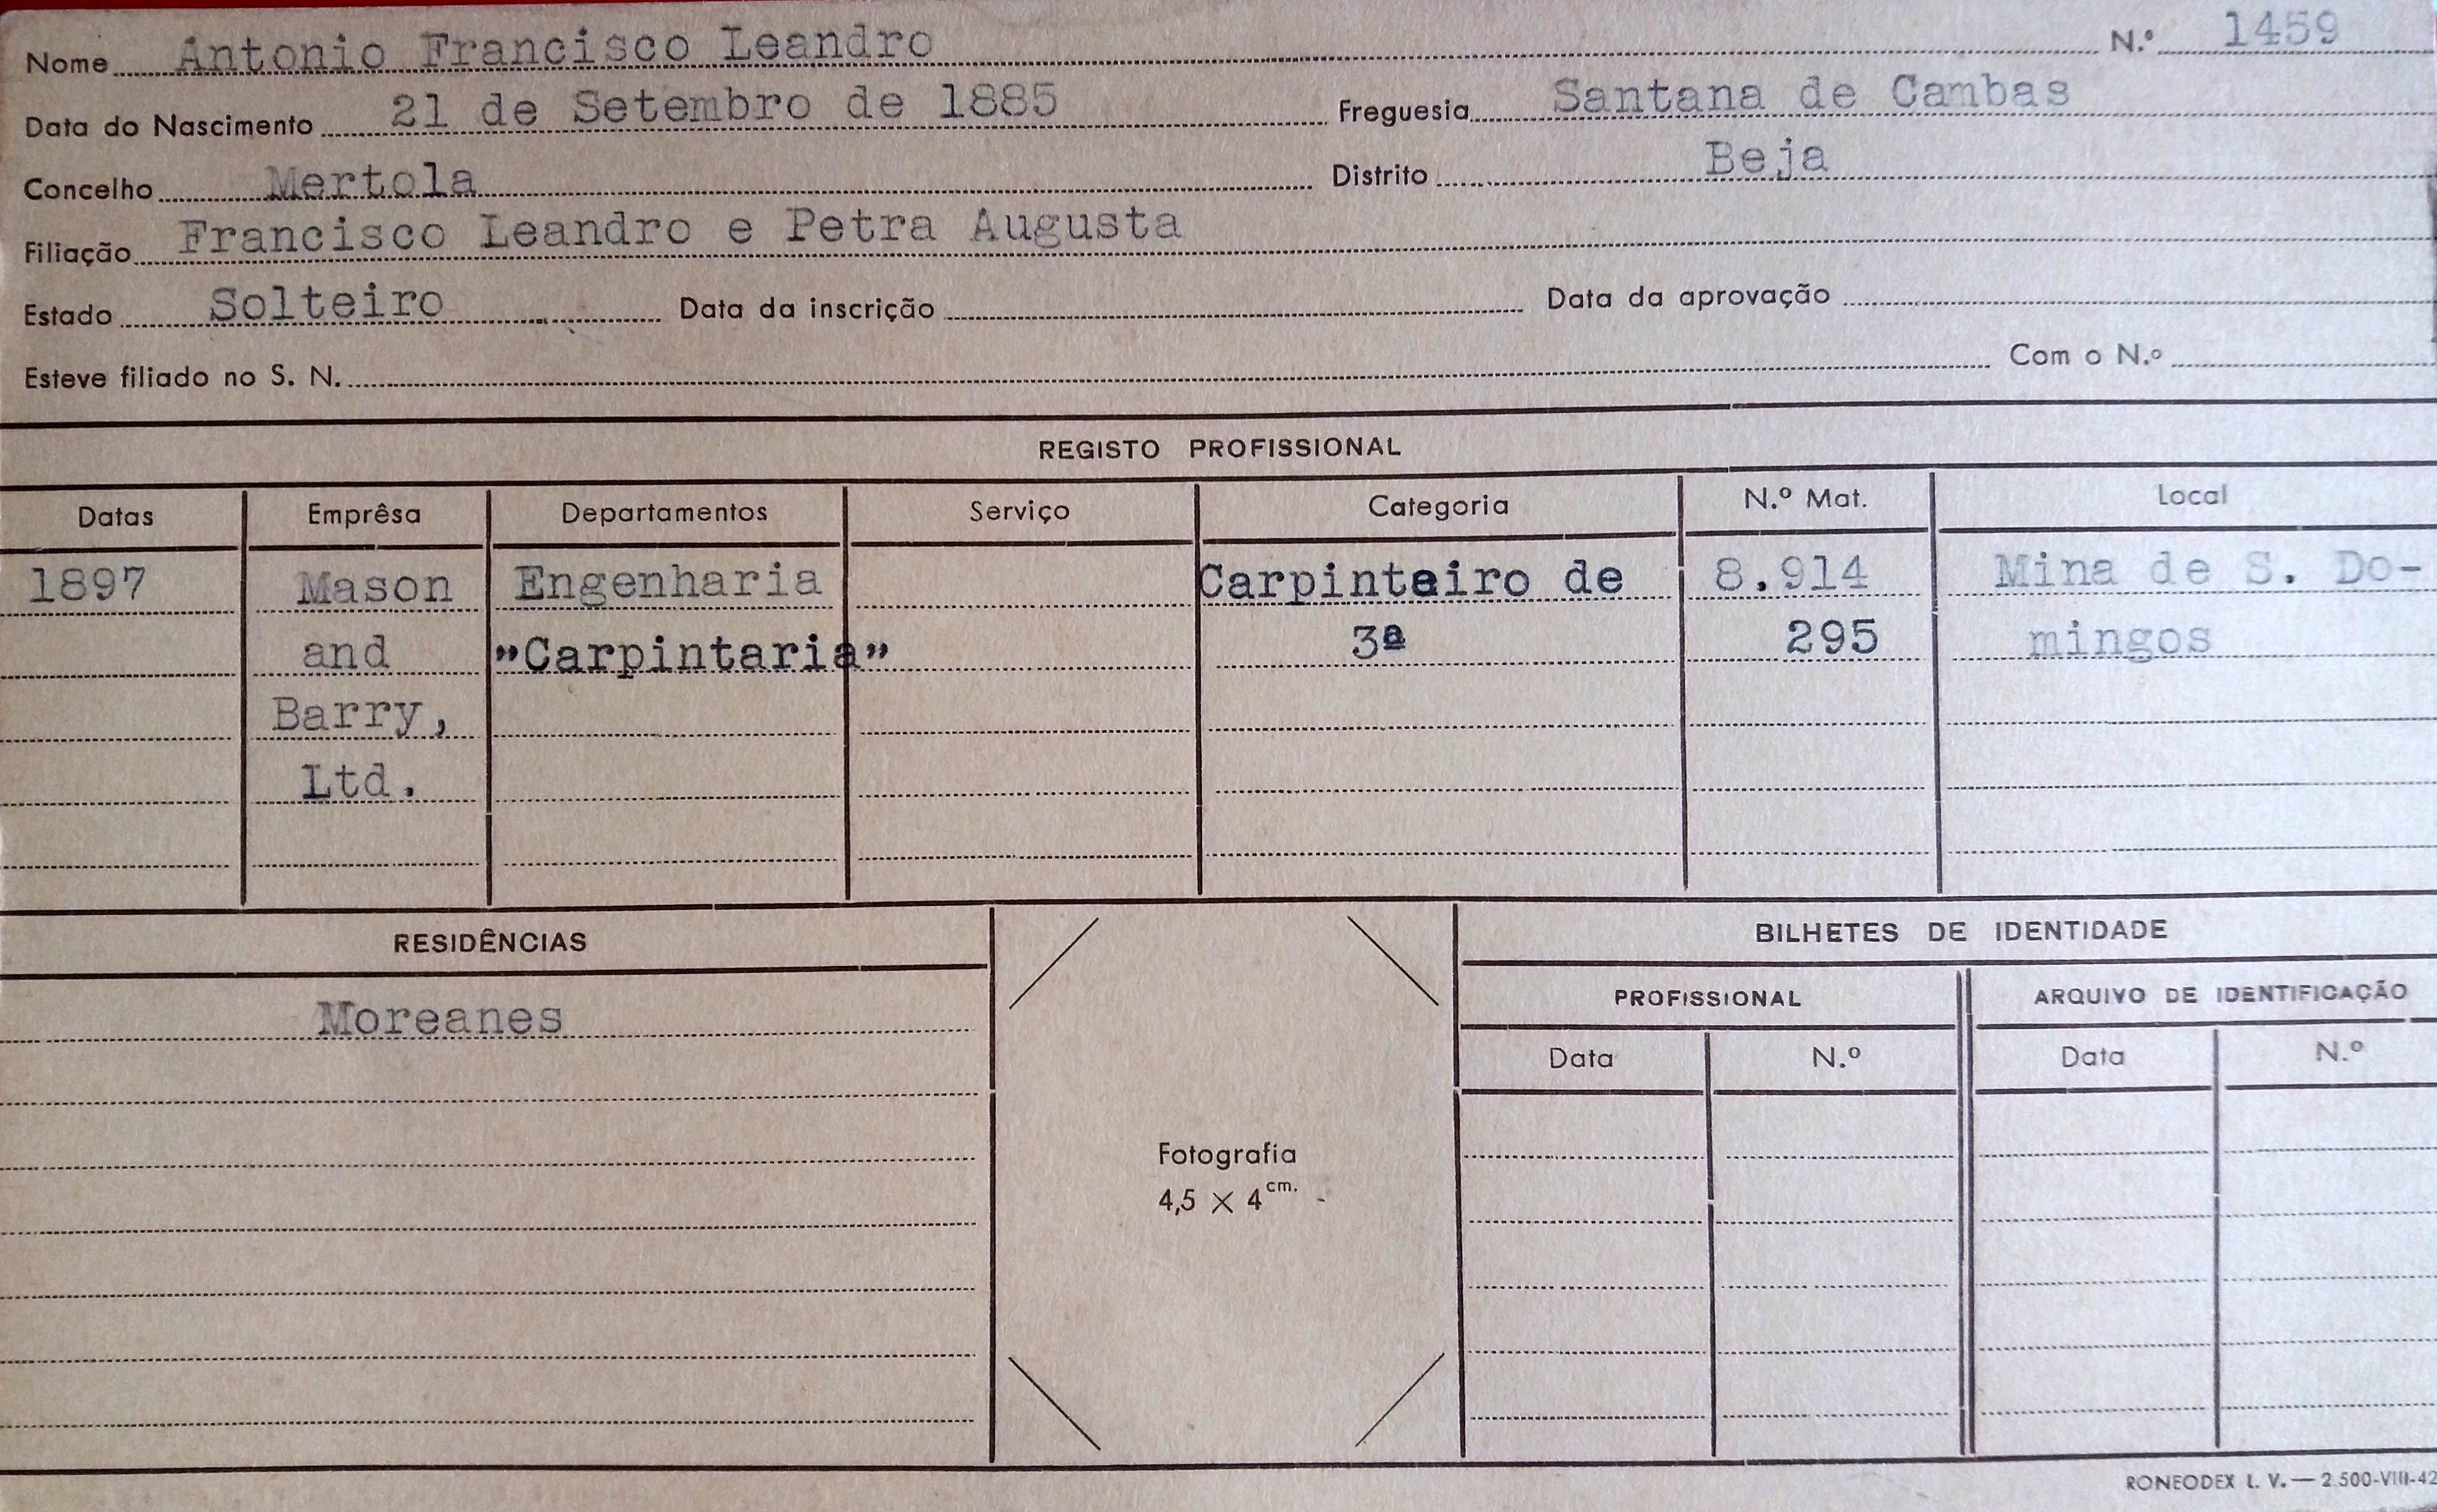 Nome Antonio Francisco Leandro N.º 1459
Data do Nascimento 21 de Setembro de 1885 Freguesia Santana de Cambas
Concelho Mertola Distrito Beja
Filiação Francisco Leandro e Petra Augusta
Estado Solteiro Data da inscrição Data da aprovação
Esteve filiado no S. N. Com o N.º
REGISTO PROFISSIONAL
Datas Emprêsa Departamentos Serviço Categoria N.º Mat. Local
1897 Mason Engenharia Carpinteiro de 8.914 Mina de S. Do-
and "Carpintaria" 3ª 295 mingos
Barry,
Ltd.
RESIDÊNCIAS BILHETES DE IDENTIDADE
PROFISSIONAL ARQUIVO DE IDENTIFICAÇÃO
Moreanes
Data N.º Data N.º
Fotografia
4,5 × 4 cm.
RONEODEX L. V. — 2.500-VIII-42